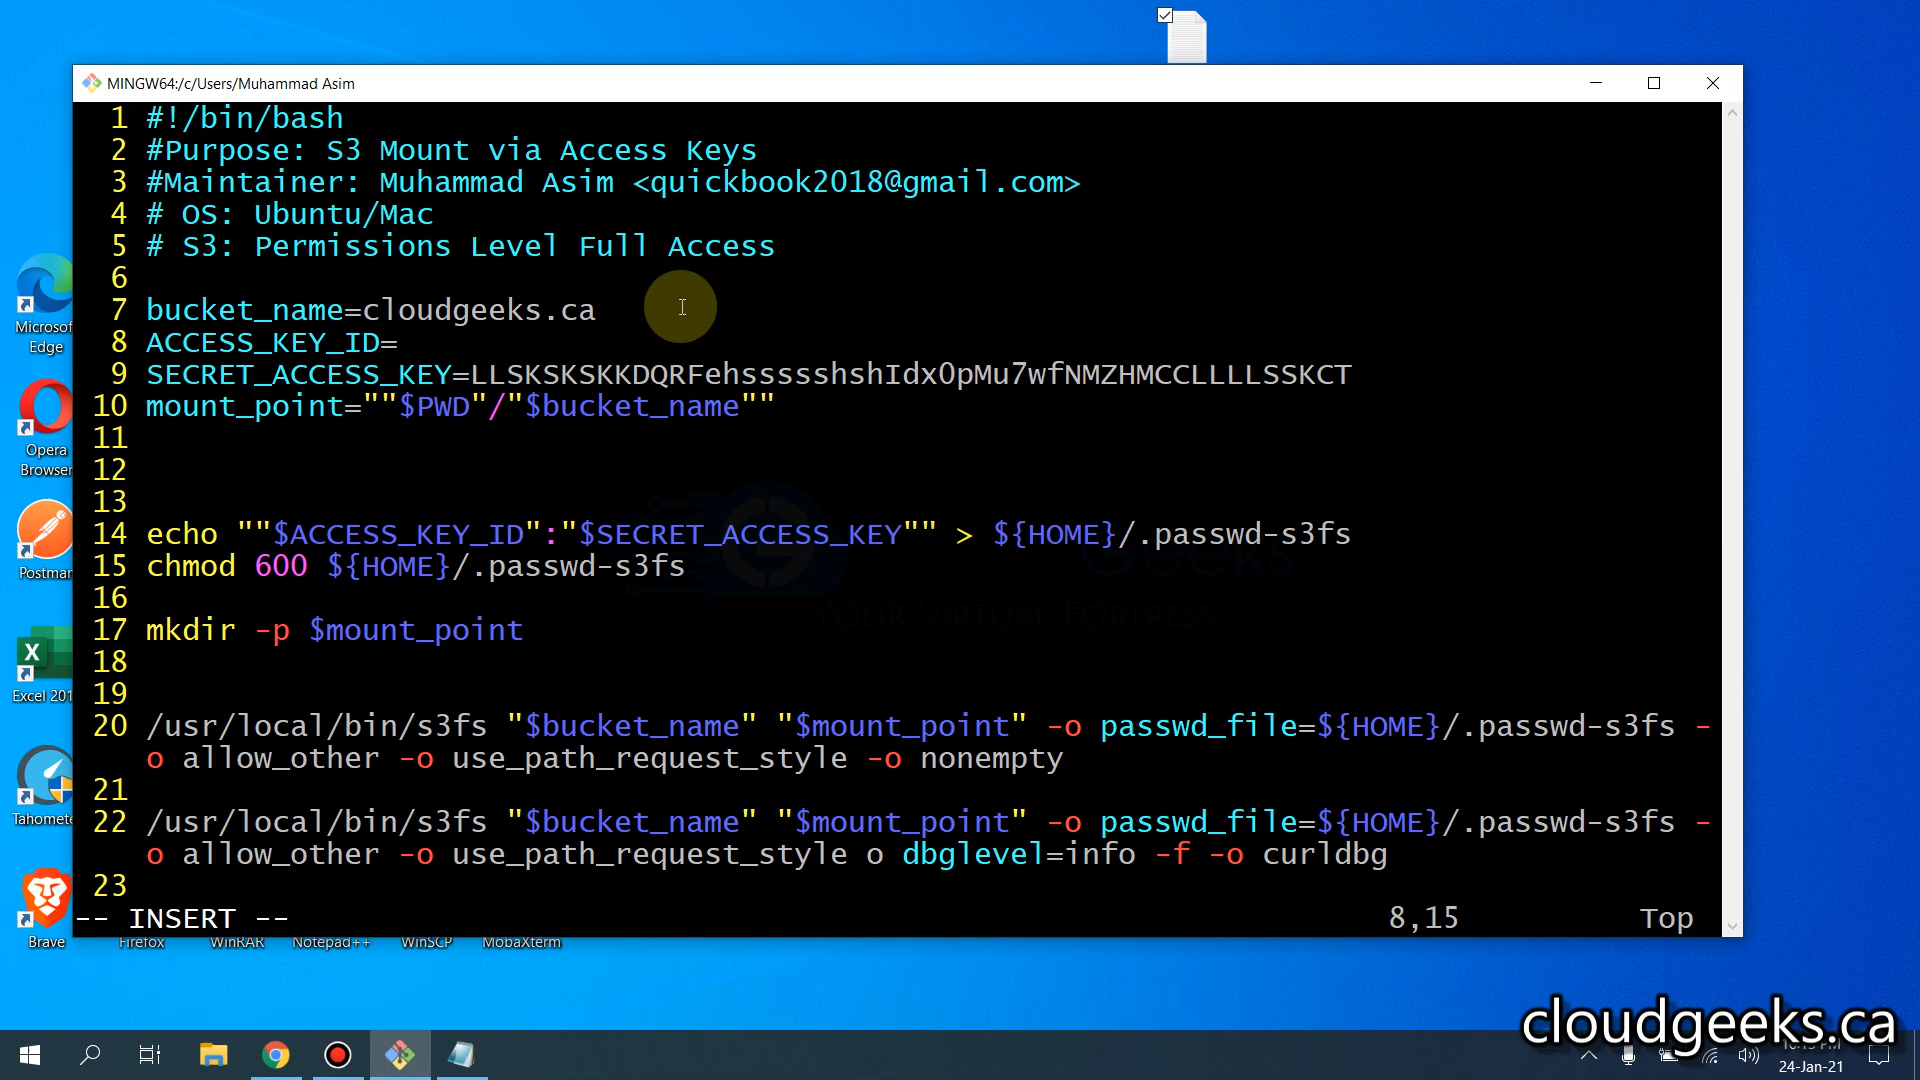 MINGW64:/c/Users/Muhammad Asim
1 #!/bin/bash
2 #Purpose: S3 Mount via Access Keys
3 #Maintainer: Muhammad Asim <quickbook2018@gmail.com>
4 # OS: Ubuntu/Mac
5 # S3: Permissions Level Full Access
6
7 bucket_name=cloudgeeks.ca
8 ACCESS_KEY_ID=
9 SECRET_ACCESS_KEY=LLSKSKSKKDQRFehssssshshIdx0pMu7wfNMZHMCCLLLLSSKCT
10 mount_point=""$PWD"/"$bucket_name""
11
12
13
14 echo ""$ACCESS_KEY_ID":"$SECRET_ACCESS_KEY"" > ${HOME}/.passwd-s3fs
15 chmod 600 ${HOME}/.passwd-s3fs
16
17 mkdir -p $mount_point
18
19
20 /usr/local/bin/s3fs "$bucket_name" "$mount_point" -o passwd_file=${HOME}/.passwd-s3fs -
o allow_other -o use_path_request_style -o nonempty
21
22 /usr/local/bin/s3fs "$bucket_name" "$mount_point" -o passwd_file=${HOME}/.passwd-s3fs -
o allow_other -o use_path_request_style o dbglevel=info -f -o curldbg
23
-- INSERT -- 8,15 Top
Microsof
Edge
Opera
Browser
Postman
Excel 201
Tahomete
Brave
Firefox
WinRAR
Notepad++
WinSCP
MobaXterm
YOUR VIRTUAL FORTRESS
cloudgeeks.ca
24-Jan-21